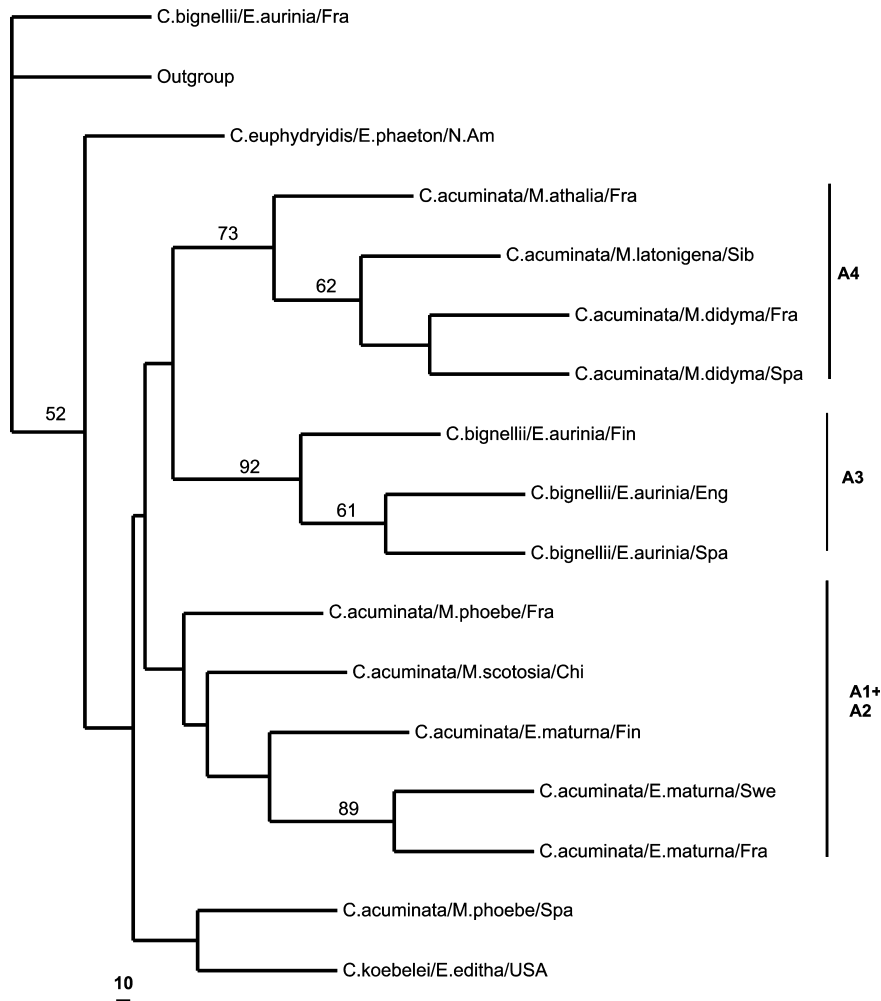 C.bignellii/E.aurinia/Fra
Outgroup
C.euphydryidis/E.phaeton/N.Am
C.acuminata/M.athalia/Fra
73
C.acuminata/M.latonigena/Sib
A4
62
C.acuminata/M.didyma/Fra
C.acuminata/M.didyma/Spa
52
C.bignellii/E.aurinia/Fin
92
A3
C.bignellii/E.aurinia/Eng
61
C.bignellii/E.aurinia/Spa
C.acuminata/M.phoebe/Fra
C.acuminata/M.scotosia/Chi
A1+
A2
C.acuminata/E.maturna/Fin
C.acuminata/E.maturna/Swe
89
C.acuminata/E.maturna/Fra
C.acuminata/M.phoebe/Spa
C.koebelei/E.editha/USA
10